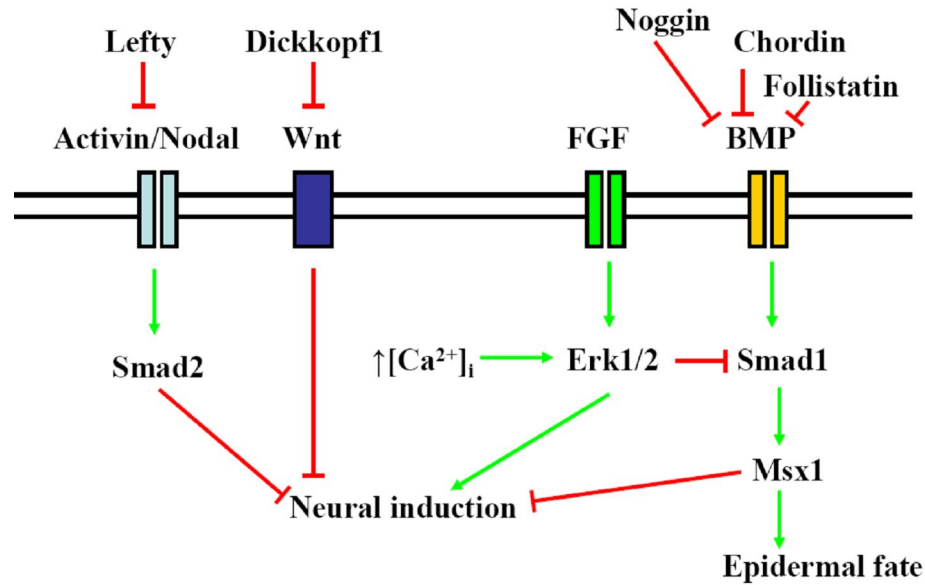 Noggin
Lefty
Dickkopf1
Chordin
Follistatin
Activin/Nodal
Wnt
FGF
BMP
Smad2
↑[Ca²⁺]ᵢ
Erk1/2
Smad1
Msx1
Neural induction
Epidermal fate